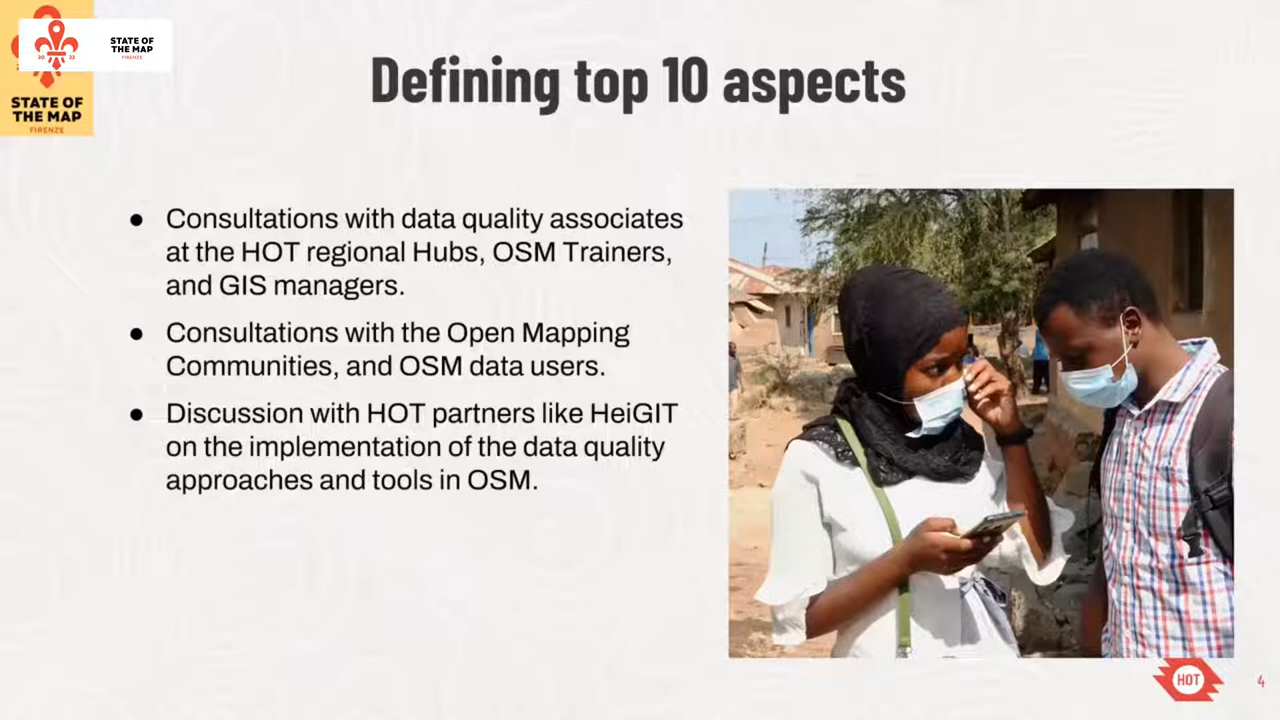 STATE OF
THE MAP
FIRENZE
20 22
STATE OF
THE MAP
FIRENZE
Defining top 10 aspects
● Consultations with data quality associates
at the HOT regional Hubs, OSM Trainers,
and GIS managers.
● Consultations with the Open Mapping
Communities, and OSM data users.
● Discussion with HOT partners like HeiGIT
on the implementation of the data quality
approaches and tools in OSM.
HOT
4